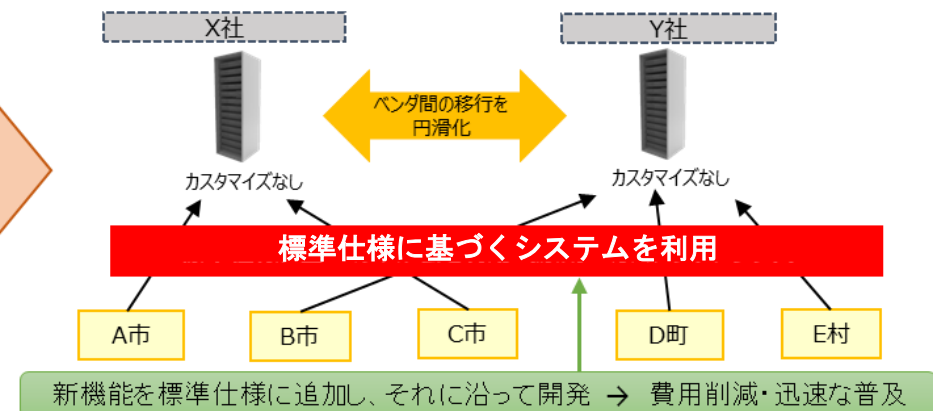 X社
Y社
ベンダ間の移行を
円滑化
カスタマイズなし
カスタマイズなし
標準仕様に基づくシステムを利用
A市
B市
C市
D町
E村
新機能を標準仕様に追加し、それに沿って開発 → 費用削減・迅速な普及